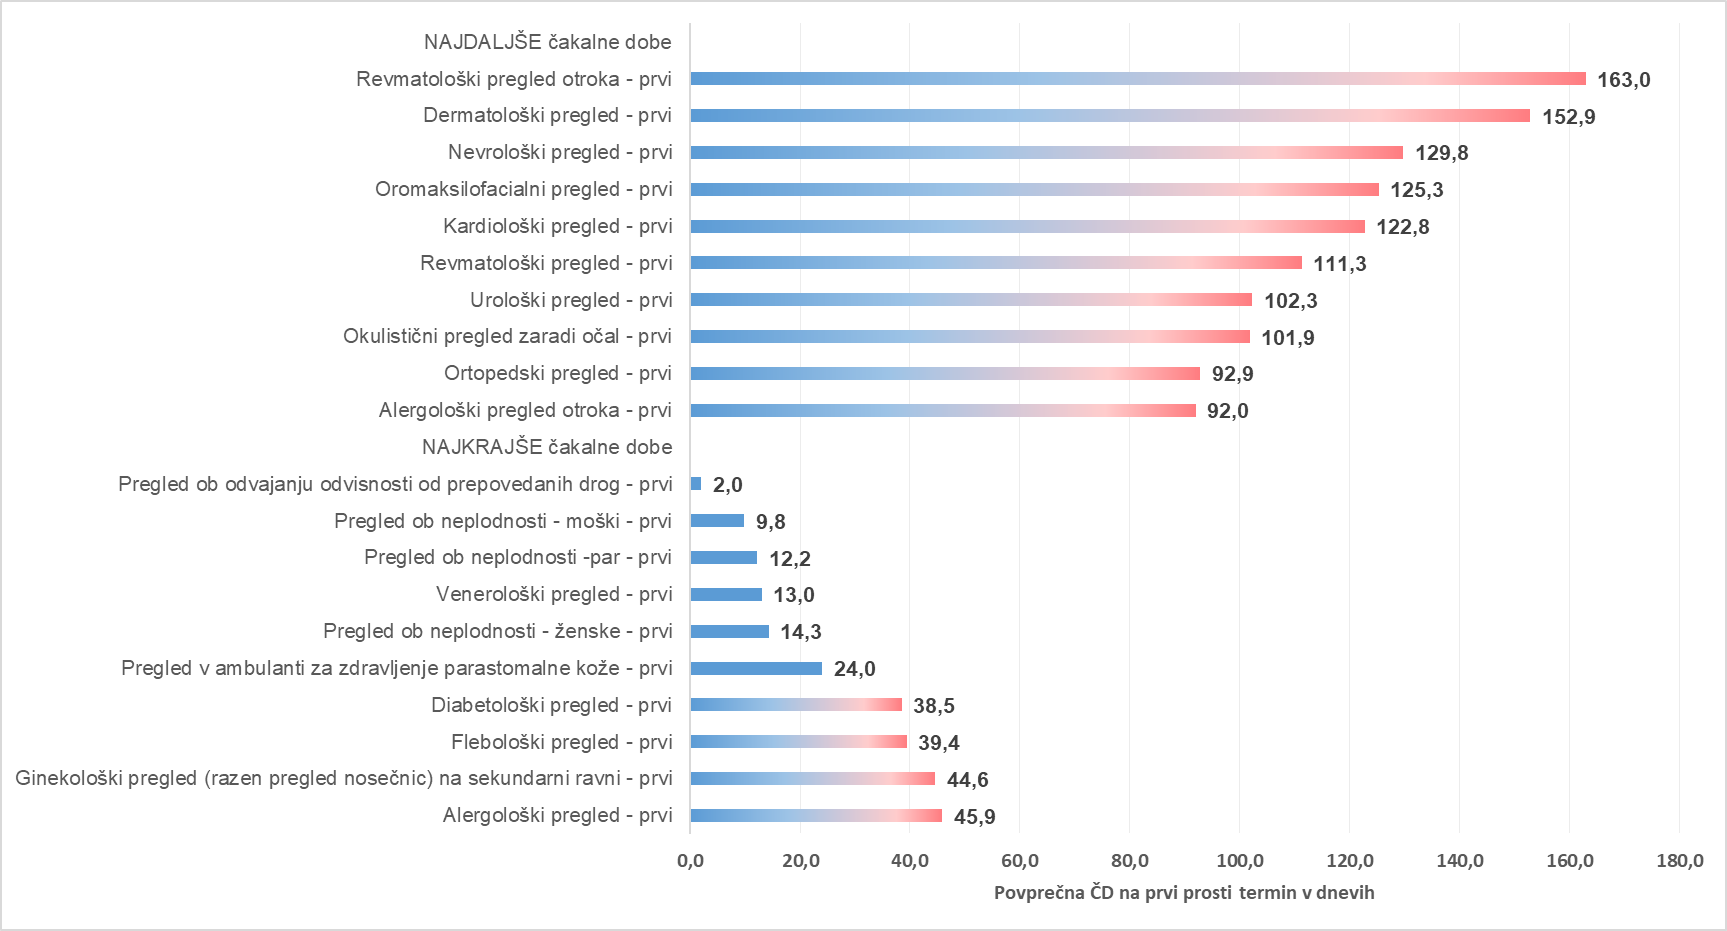 NAJDALJŠE čakalne dobe
Revmatološki pregled otroka - prvi 163,0
Dermatološki pregled - prvi 152,9
Nevrološki pregled - prvi 129,8
Oromaksilofacialni pregled - prvi 125,3
Kardiološki pregled - prvi 122,8
Revmatološki pregled - prvi 111,3
Urološki pregled - prvi 102,3
Okulistični pregled zaradi očal - prvi 101,9
Ortopedski pregled - prvi 92,9
Alergološki pregled otroka - prvi 92,0
NAJKRAJŠE čakalne dobe
Pregled ob odvajanju odvisnosti od prepovedanih drog - prvi 2,0
Pregled ob neplodnosti - moški - prvi 9,8
Pregled ob neplodnosti -par - prvi 12,2
Venerološki pregled - prvi 13,0
Pregled ob neplodnosti - ženske - prvi 14,3
Pregled v ambulanti za zdravljenje parastomalne kože - prvi 24,0
Diabetološki pregled - prvi 38,5
Flebološki pregled - prvi 39,4
Ginekološki pregled (razen pregled nosečnic) na sekundarni ravni - prvi 44,6
Alergološki pregled - prvi 45,9
0,0 20,0 40,0 60,0 80,0 100,0 120,0 140,0 160,0 180,0
Povprečna ČD na prvi prosti termin v dnevih